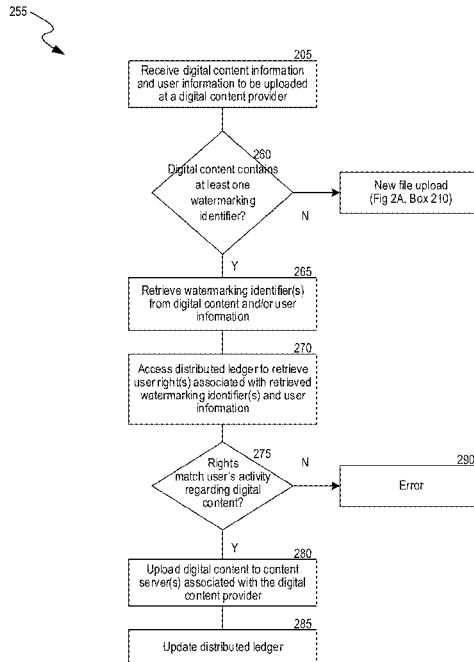 255
205
Receive digital content information
and user information to be uploaded
at a digital content provider
260
Digital content contains
at least one
watermarking
identifier?
N
New file upload
(Fig 2A, Box 210)
Y
265
Retrieve watermarking identifier(s)
from digital content and/or user
information
270
Access distributed ledger to retrieve
user right(s) associated with retrieved
watermarking identifier(s) and user
information
275
Rights
match user's activity
regarding digital
content?
N
290
Error
Y
280
Upload digital content to content
server(s) associated with the digital
content provider
285
Update distributed ledger